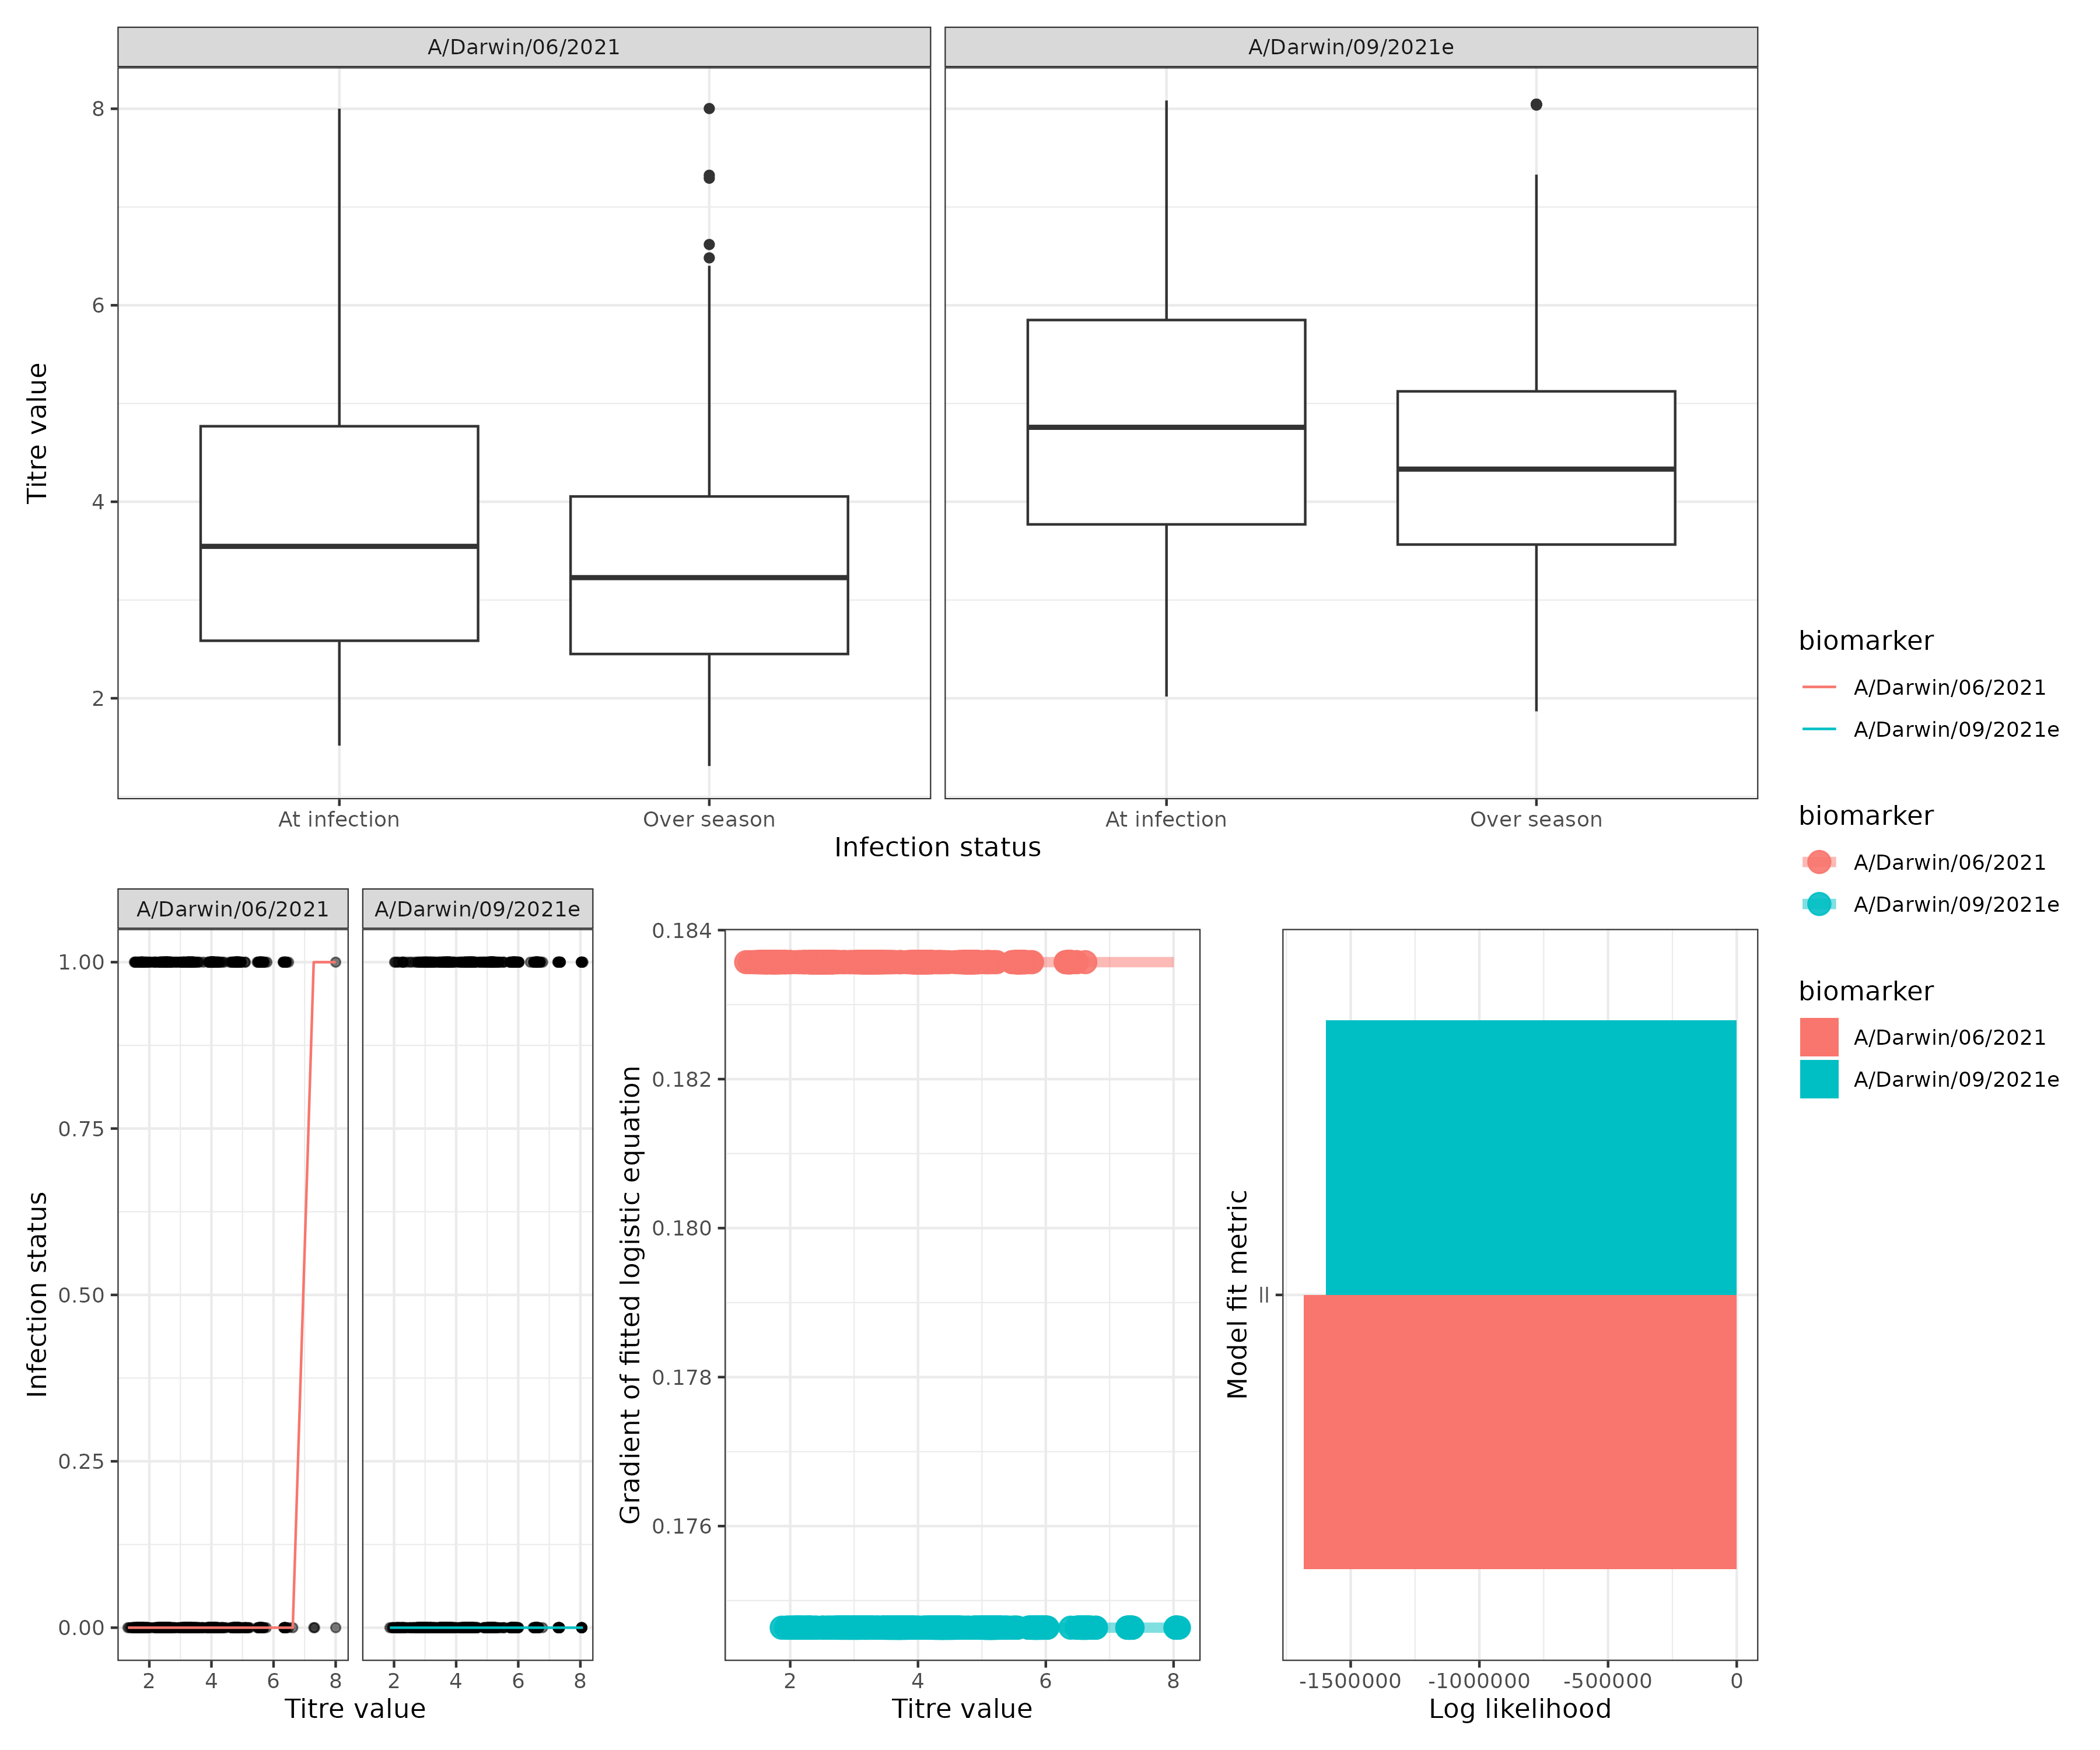 A/Darwin/06/2021
A/Darwin/09/2021e
Titre value
8
6
4
2
At infection
Over season
At infection
Over season
Infection status
A/Darwin/06/2021
A/Darwin/09/2021e
Infection status
1.00
0.75
0.50
0.25
0.00
2 4 6 8
2 4 6 8
Titre value
Gradient of fitted logistic equation
0.184
0.182
0.180
0.178
0.176
2 4 6 8
Titre value
Model fit metric
ll
-1500000 -1000000 -500000 0
Log likelihood
biomarker
A/Darwin/06/2021
A/Darwin/09/2021e
biomarker
A/Darwin/06/2021
A/Darwin/09/2021e
biomarker
A/Darwin/06/2021
A/Darwin/09/2021e